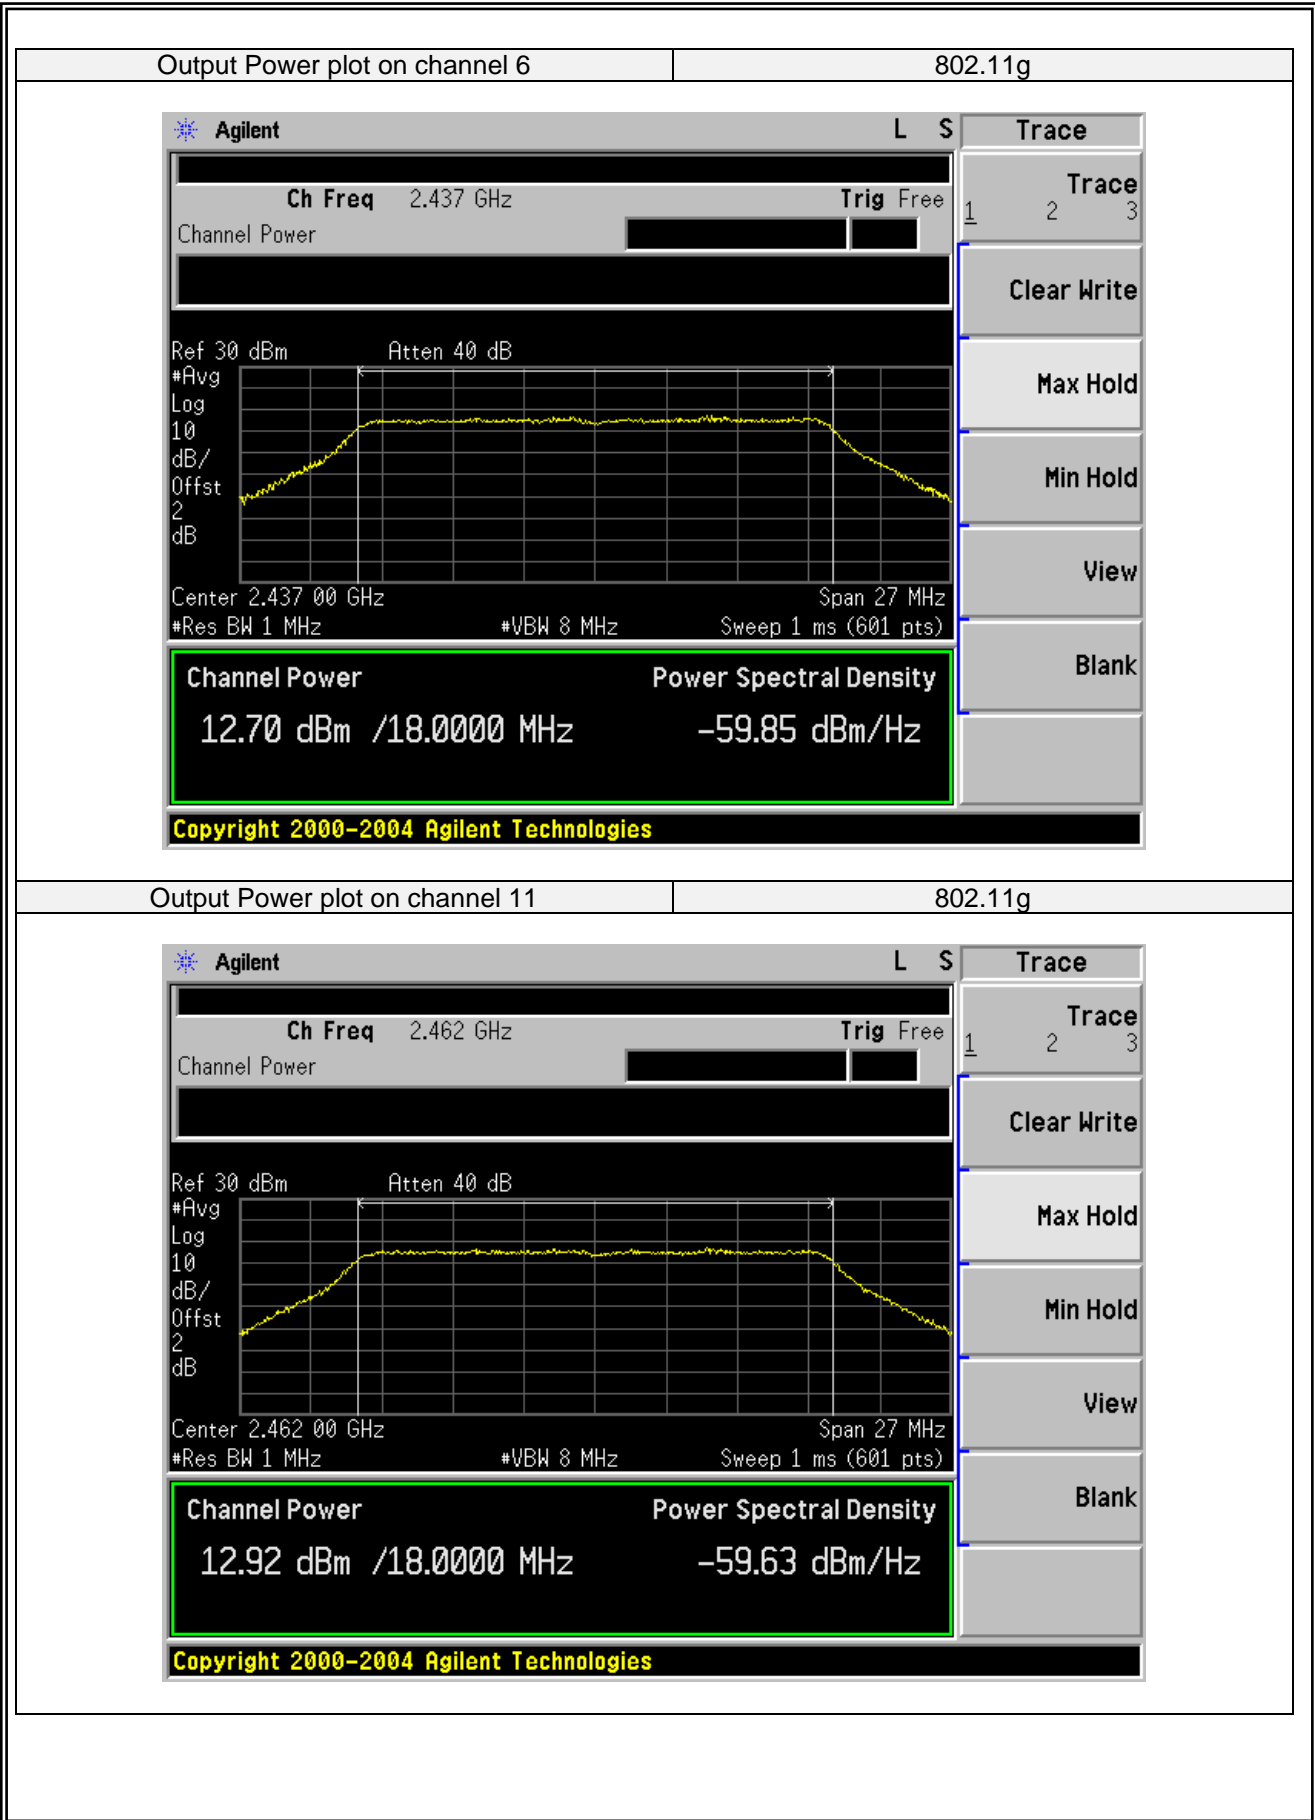 Output Power plot on channel 6 802.11g
Agilent L S Trace
Ch Freq 2.437 GHz Trig Free
Trace
1 2 3
Channel Power
Clear Write
Ref 30 dBm Atten 40 dB
#Avg
Max Hold
Log
10
dB/
Min Hold
Offst
2
dB
View
Center 2.437 00 GHz Span 27 MHz
#Res BW 1 MHz #VBW 8 MHz Sweep 1 ms (601 pts)
Blank
Channel Power Power Spectral Density
12.70 dBm /18.0000 MHz -59.85 dBm/Hz
Copyright 2000-2004 Agilent Technologies
Output Power plot on channel 11 802.11g
Agilent L S Trace
Ch Freq 2.462 GHz Trig Free
Trace
1 2 3
Channel Power
Clear Write
Ref 30 dBm Atten 40 dB
#Avg
Max Hold
Log
10
dB/
Min Hold
Offst
2
dB
View
Center 2.462 00 GHz Span 27 MHz
#Res BW 1 MHz #VBW 8 MHz Sweep 1 ms (601 pts)
Blank
Channel Power Power Spectral Density
12.92 dBm /18.0000 MHz -59.63 dBm/Hz
Copyright 2000-2004 Agilent Technologies